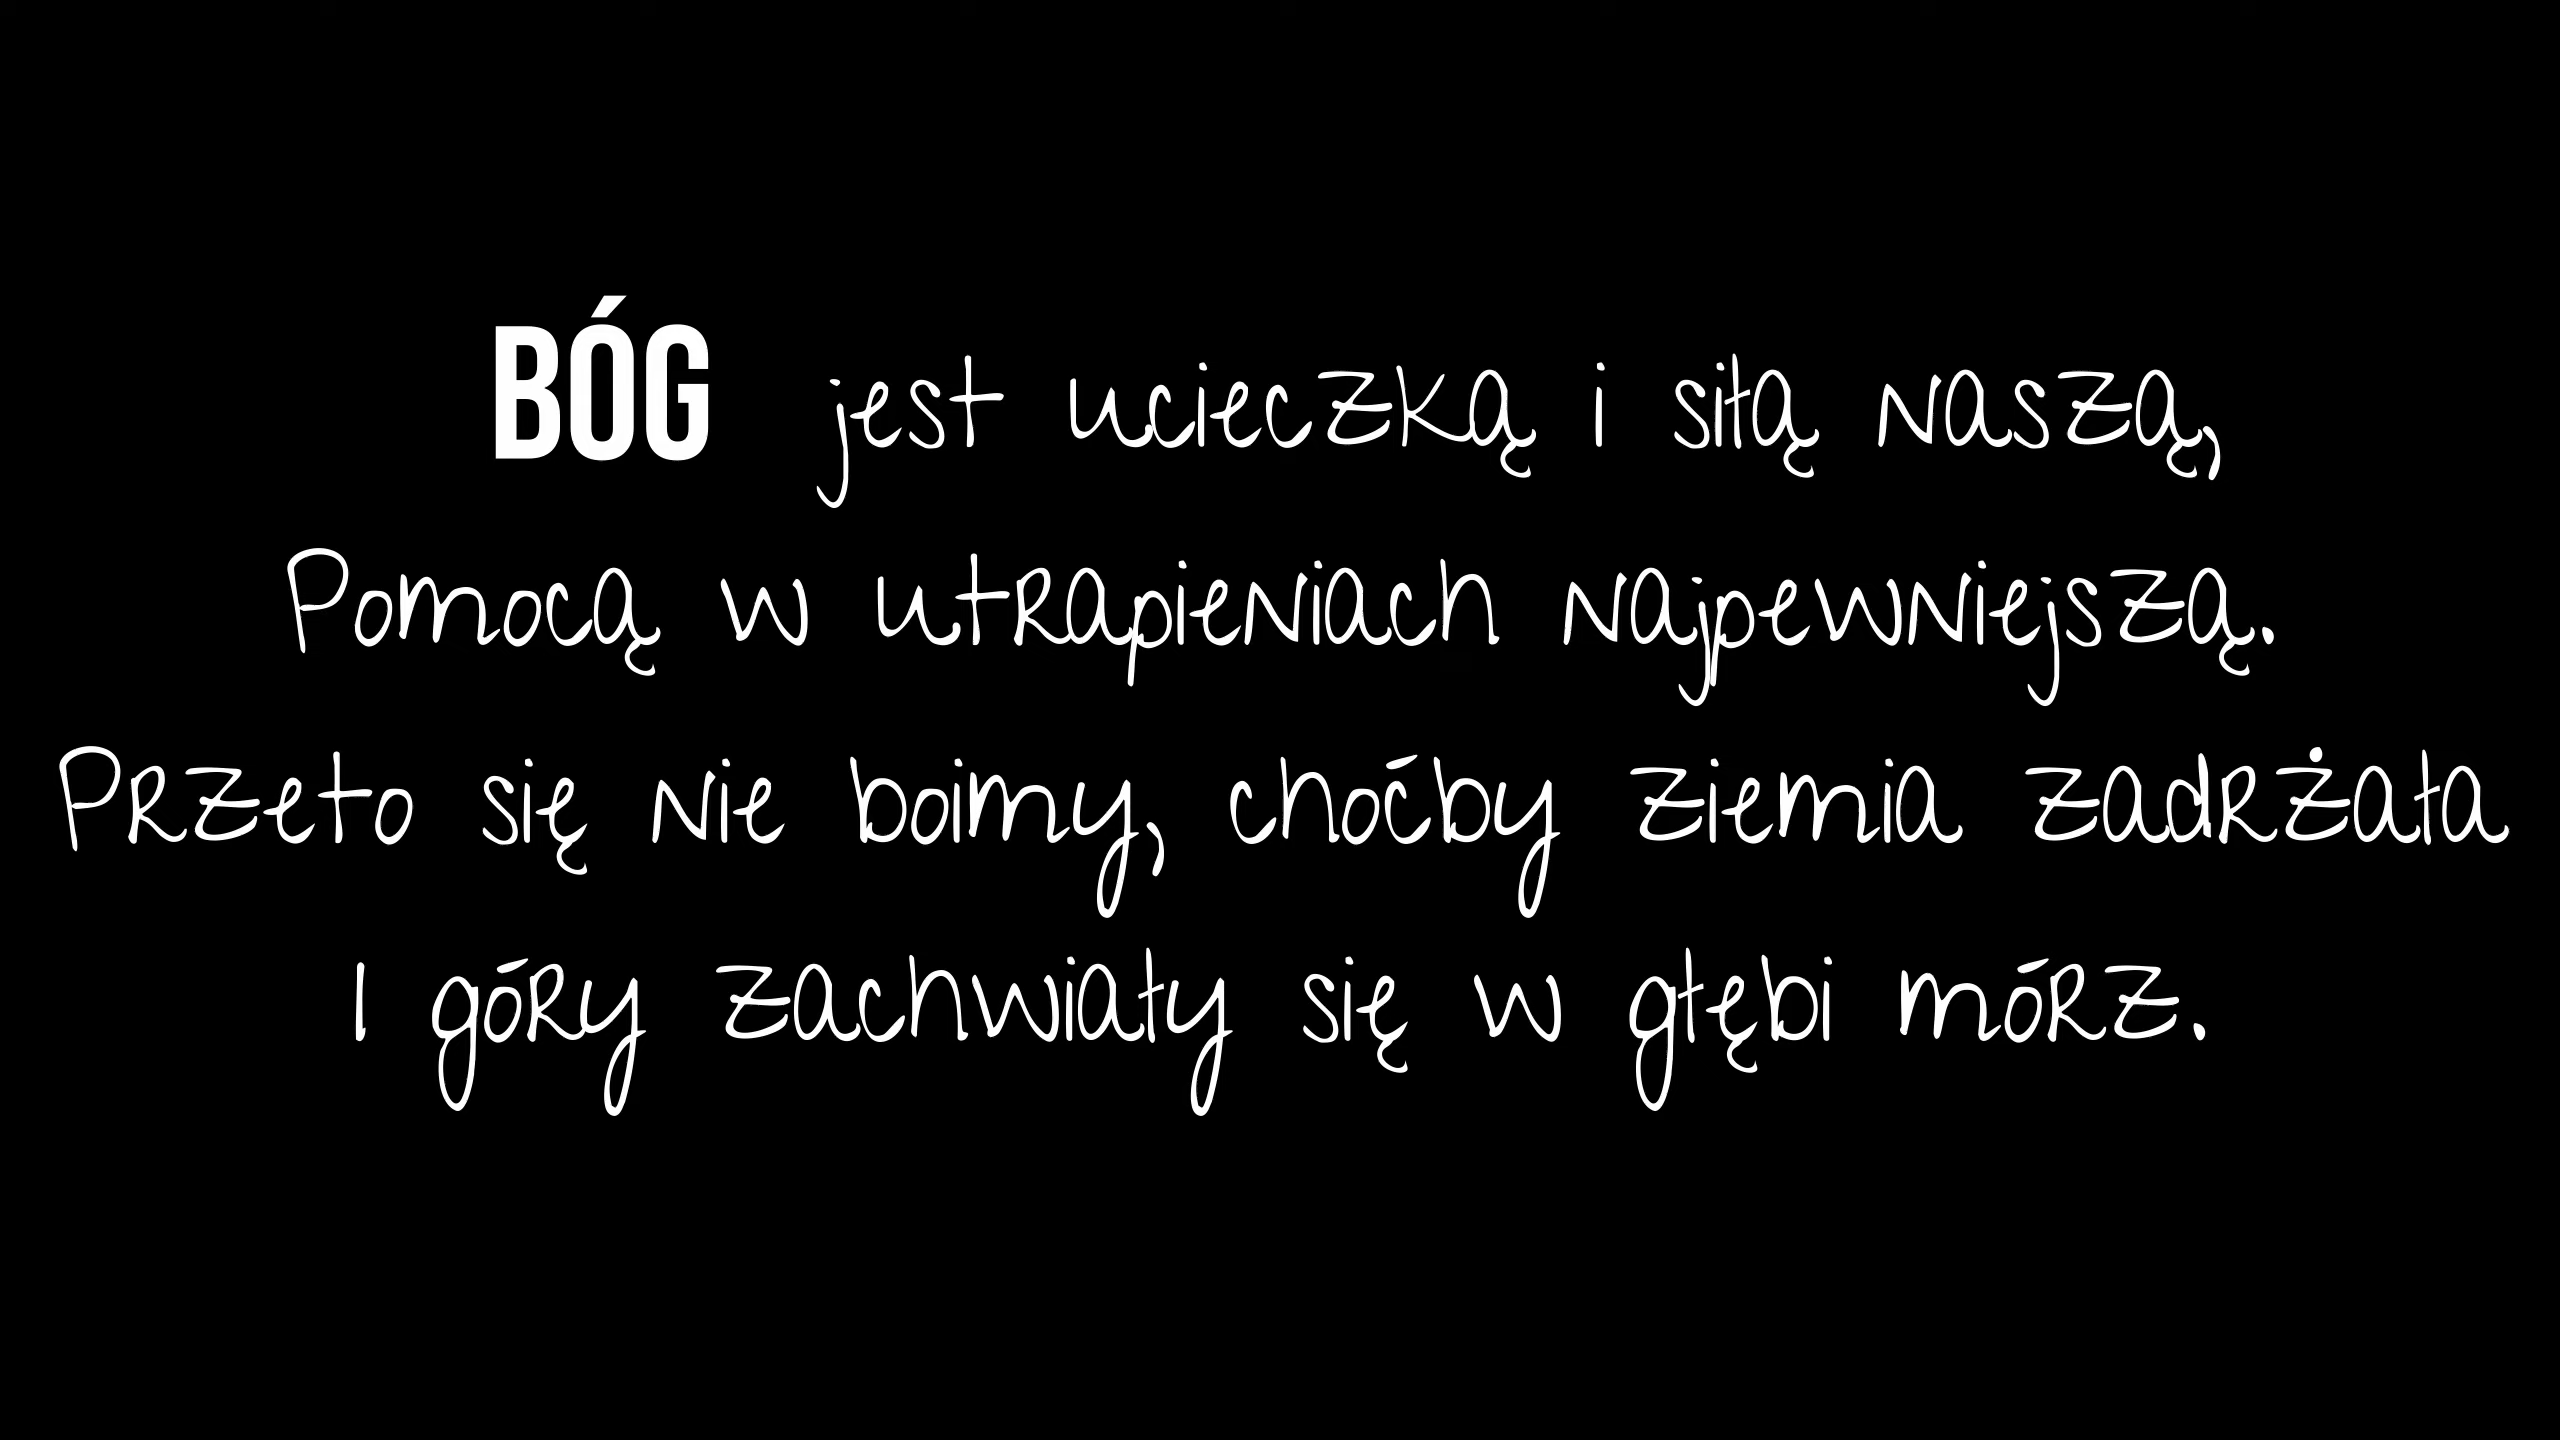 BÓG jest ucieczką i siłą naszą,
Pomocą w utrapieniach najpewniejszą.
Przeto się nie boimy, choćby ziemia zadrżała
I góry zachwiały się w głębi mórz.